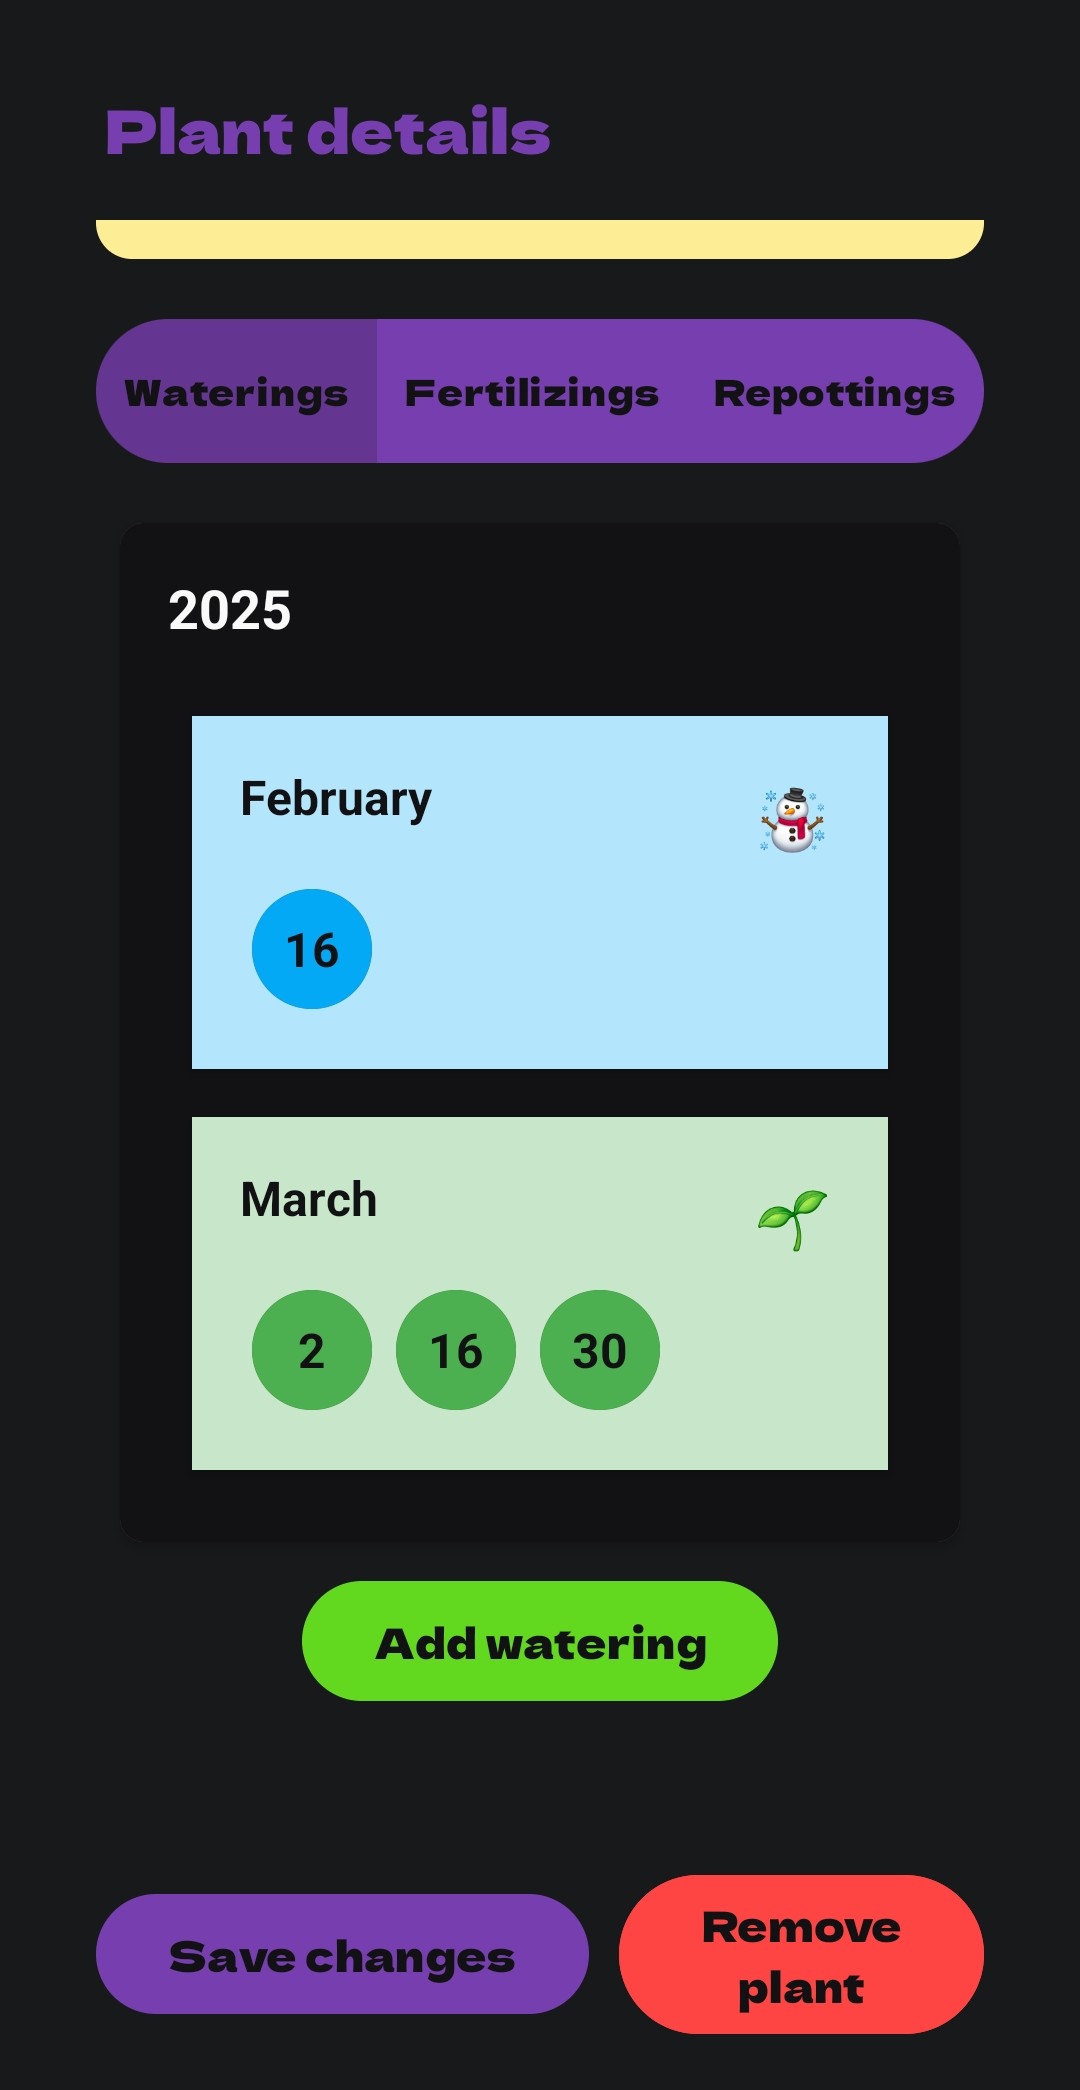 Plant details
Waterings Fertilizings Repottings
2025
February
16
March
2 16 30
Add watering
Save changes
Remove
plant